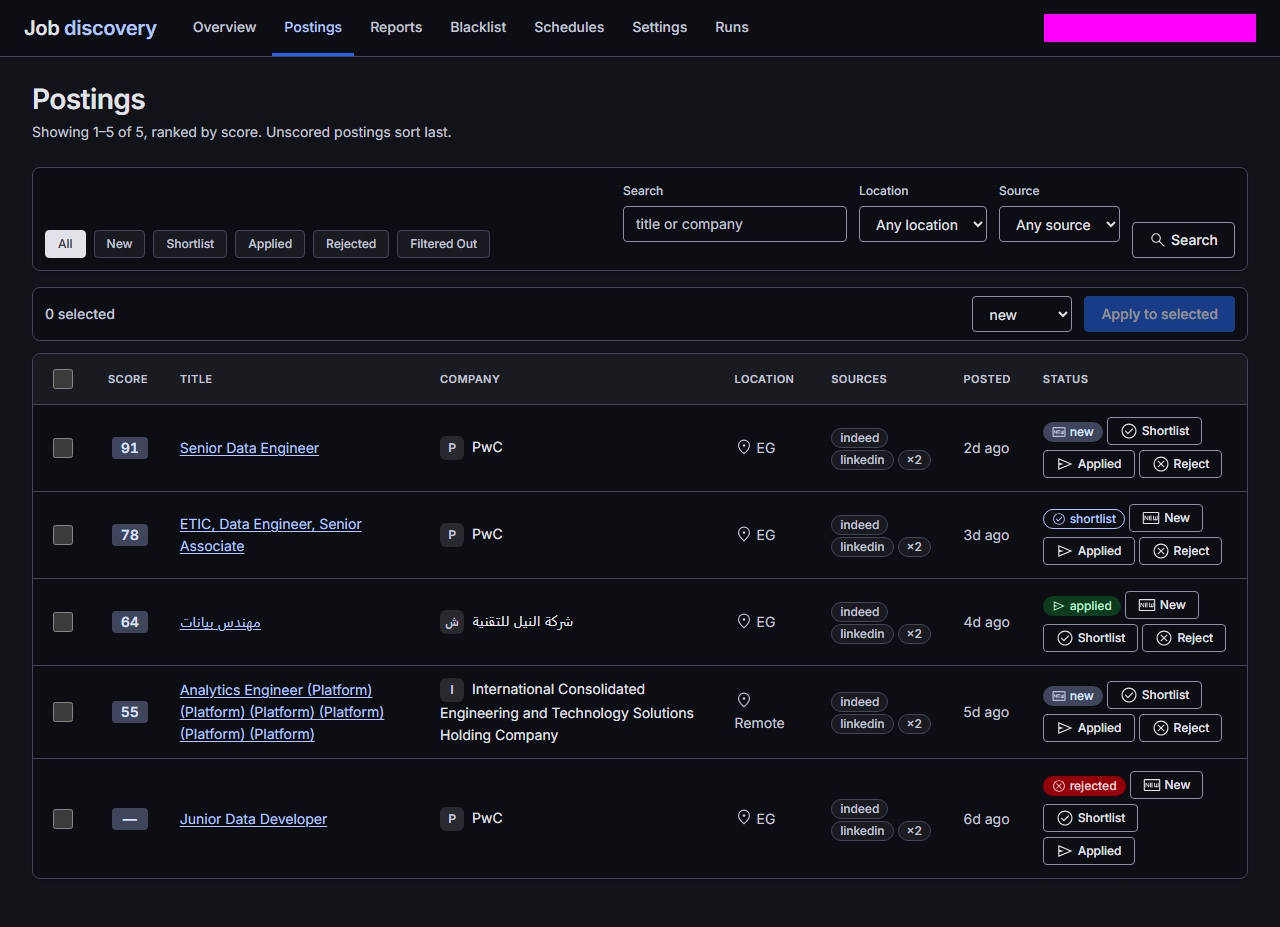 Job discovery
Overview
Postings
Reports
Blacklist
Schedules
Settings
Runs
Postings
Showing 1–5 of 5, ranked by score. Unscored postings sort last.
Search
Location
Source
title or company
Any location
Any source
Search
All
New
Shortlist
Applied
Rejected
Filtered Out
0 selected
new
Apply to selected
SCORE
TITLE
COMPANY
LOCATION
SOURCES
POSTED
STATUS
91
Senior Data Engineer
P
PwC
EG
indeed
linkedin
×2
2d ago
NEW new
Shortlist
Applied
Reject
78
ETIC, Data Engineer, Senior
Associate
P
PwC
EG
indeed
linkedin
×2
3d ago
shortlist
NEW New
Applied
Reject
64
مهندس بيانات
ش
شركة النيل للتقنية
EG
indeed
linkedin
×2
4d ago
applied
NEW New
Shortlist
Reject
55
Analytics Engineer (Platform)
(Platform) (Platform) (Platform)
(Platform) (Platform)
I
International Consolidated
Engineering and Technology Solutions
Holding Company
Remote
indeed
linkedin
×2
5d ago
NEW new
Shortlist
Applied
Reject
—
Junior Data Developer
P
PwC
EG
indeed
linkedin
×2
6d ago
rejected
NEW New
Shortlist
Applied